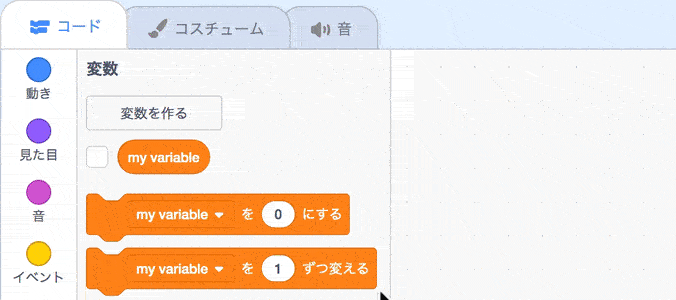 コード
コスチューム
音
変数
動き
変数を作る
my variable
見た目
音
my variable を 0 にする
イベント
my variable を 1 ずつ変える